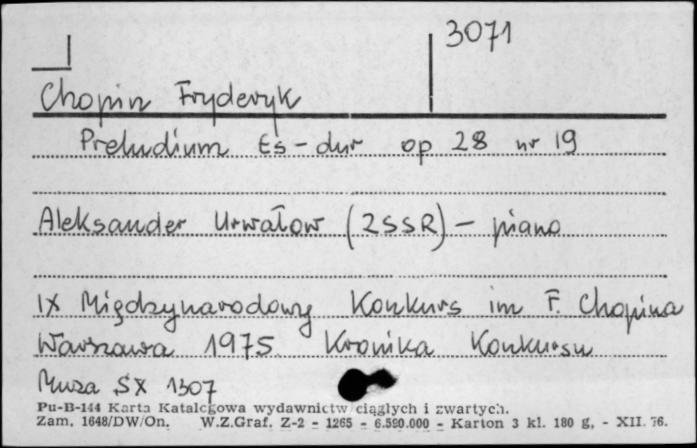 3071
Chopin Fryderyk
Preludium Es-dur op 28 nr 19
Aleksander Urwałow (ZSSR) - piano
IX Międzynarodowy Konkurs im F. Chopina
Warszawa 1975 Kronika Konkursu
Muza SX 1307
Pu-B-144 Karta Katalogowa wydawnictw ciągłych i zwartych.
Zam. 1648/DW/On. W.Z.Graf. Z-2 - 1265 - 6.590.000 - Karton 3 kl. 180 g, - XII. 76.